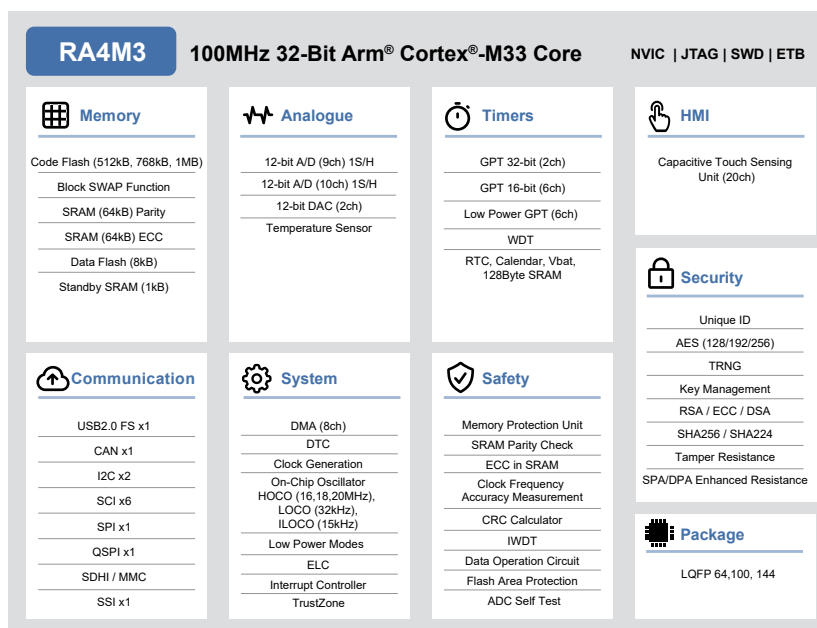 RA4M3
100MHz 32-Bit Arm® Cortex®-M33 Core
NVIC | JTAG | SWD | ETB
Memory
Code Flash (512kB, 768kB, 1MB)
Block SWAP Function
SRAM (64kB) Parity
SRAM (64kB) ECC
Data Flash (8kB)
Standby SRAM (1kB)
Analogue
12-bit A/D (9ch) 1S/H
12-bit A/D (10ch) 1S/H
12-bit DAC (2ch)
Temperature Sensor
Timers
GPT 32-bit (2ch)
GPT 16-bit (6ch)
Low Power GPT (6ch)
WDT
RTC, Calendar, Vbat,
128Byte SRAM
HMI
Capacitive Touch Sensing
Unit (20ch)
Security
Unique ID
AES (128/192/256)
TRNG
Key Management
RSA / ECC / DSA
SHA256 / SHA224
Tamper Resistance
SPA/DPA Enhanced Resistance
Communication
USB2.0 FS x1
CAN x1
I2C x2
SCI x6
SPI x1
QSPI x1
SDHI / MMC
SSI x1
System
DMA (8ch)
DTC
Clock Generation
On-Chip Oscillator
HOCO (16,18,20MHz),
LOCO (32kHz),
ILOCO (15kHz)
Low Power Modes
ELC
Interrupt Controller
TrustZone
Safety
Memory Protection Unit
SRAM Parity Check
ECC in SRAM
Clock Frequency
Accuracy Measurement
CRC Calculator
IWDT
Data Operation Circuit
Flash Area Protection
ADC Self Test
Package
LQFP 64,100, 144